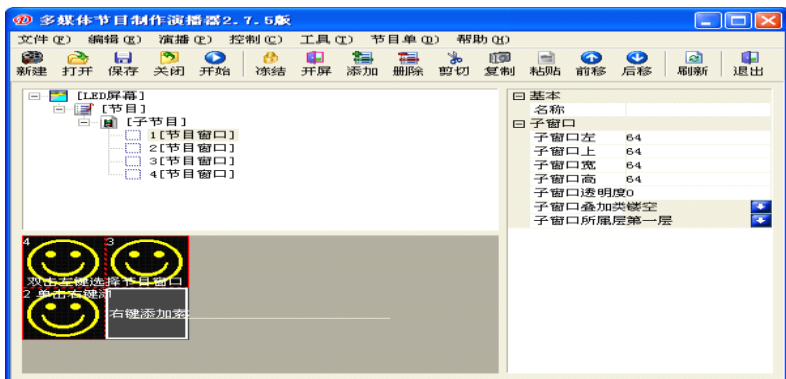 多媒体节目制作演播器2.7.5版
文件(F) 编辑(E) 演播(P) 控制(C) 工具(T) 节目单(D) 帮助(H)
新建 打开 保存 关闭 开始 冻结 开屏 添加 删除 剪切 复制 粘贴 前移 后移 刷新 退出
[LED屏幕]
[节目]
[子节目]
1[节目窗口]
2[节目窗口]
3[节目窗口]
4[节目窗口]
基本
名称
子窗口
子窗口左 64
子窗口上 64
子窗口宽 64
子窗口高 64
子窗口透明度0
子窗口叠加类镂空
子窗口所属层第一层
4 3
双击左键选择节目窗口
2 单击右键
右键添加索